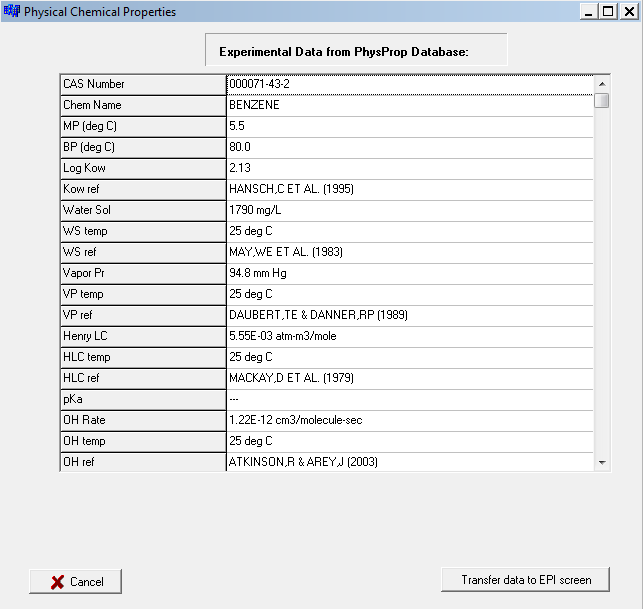 Physical Chemical Properties
Experimental Data from PhysProp Database:
CAS Number 000071-43-2
Chem Name BENZENE
MP (deg C) 5.5
BP (deg C) 80.0
Log Kow 2.13
Kow ref HANSCH,C ET AL. (1995)
Water Sol 1790 mg/L
WS temp 25 deg C
WS ref MAY,WE ET AL. (1983)
Vapor Pr 94.8 mm Hg
VP temp 25 deg C
VP ref DAUBERT,TE & DANNER,RP (1989)
Henry LC 5.55E-03 atm-m3/mole
HLC temp 25 deg C
HLC ref MACKAY,D ET AL. (1979)
pKa ---
OH Rate 1.22E-12 cm3/molecule-sec
OH temp 25 deg C
OH ref ATKINSON,R & AREY,J (2003)
Cancel Transfer data to EPI screen